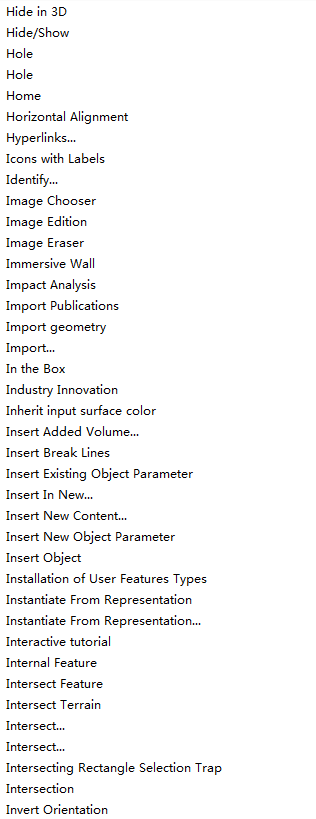 Hide in 3D
Hide/Show
Hole
Hole
Home
Horizontal Alignment
Hyperlinks...
Icons with Labels
Identify...
Image Chooser
Image Edition
Image Eraser
Immersive Wall
Impact Analysis
Import Publications
Import geometry
Import...
In the Box
Industry Innovation
Inherit input surface color
Insert Added Volume...
Insert Break Lines
Insert Existing Object Parameter
Insert In New...
Insert New Content...
Insert New Object Parameter
Insert Object
Installation of User Features Types
Instantiate From Representation
Instantiate From Representation...
Interactive tutorial
Internal Feature
Intersect Feature
Intersect Terrain
Intersect...
Intersect...
Intersecting Rectangle Selection Trap
Intersection
Invert Orientation